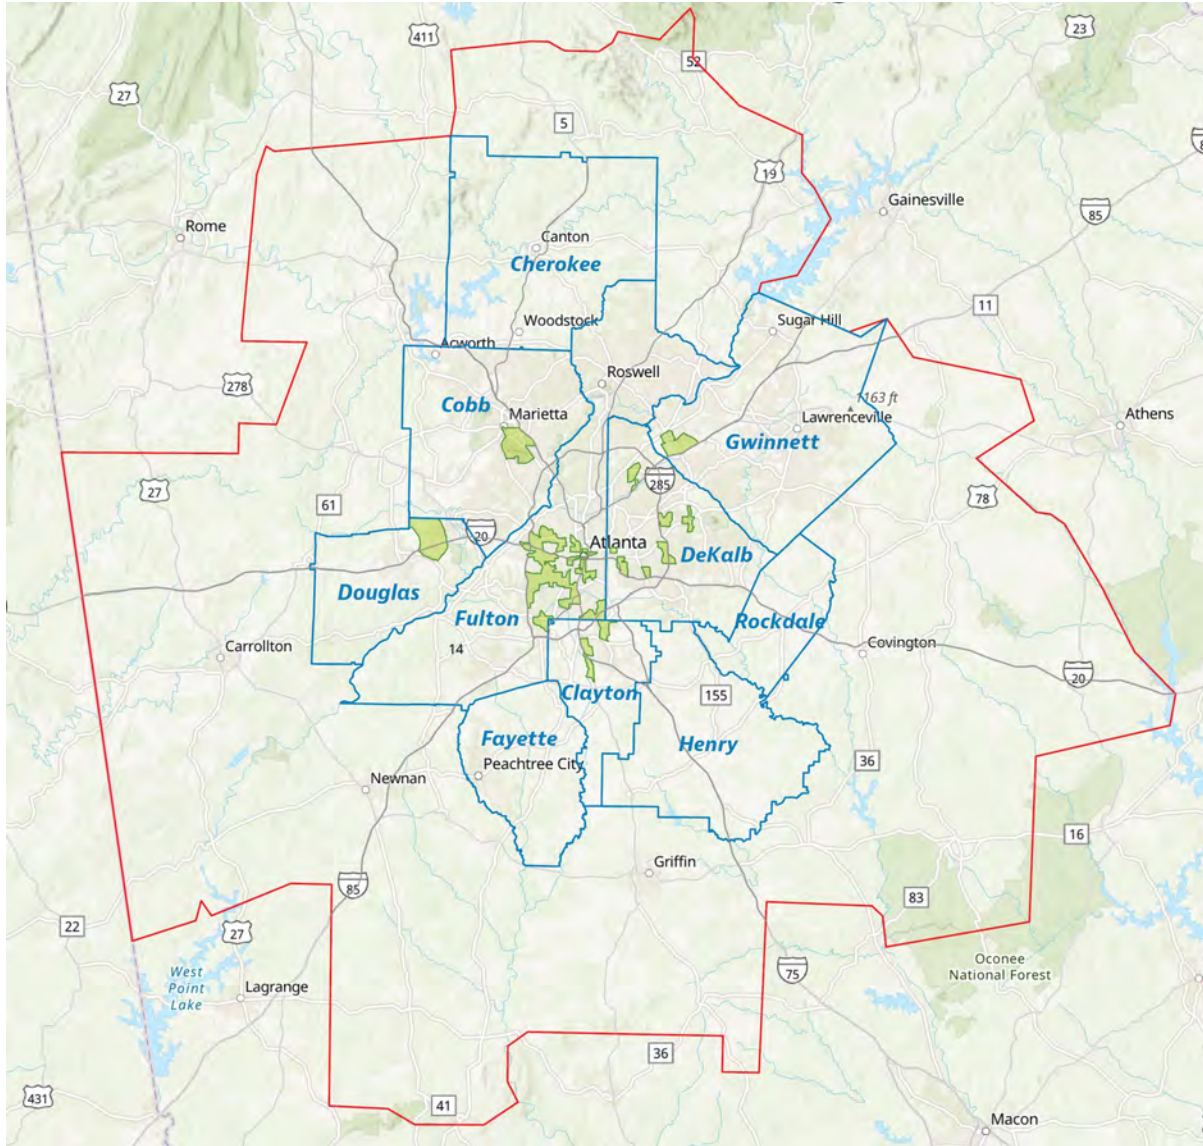 411
23
52
27
5
19
Gainesville
85
Rome
Canton
Cherokee
11
Woodstock
Sugar Hill
Acworth
Roswell
278
1163 ft
Cobb
Marietta
Lawrenceville
Athens
Gwinnett
285
27
61
78
20
Atlanta
DeKalb
Douglas
Fulton
Rockdale
Carrollton
14
Covington
20
Clayton
155
Fayette
Henry
Peachtree City
36
Newnan
16
Griffin
85
83
22
27
Oconee
National Forest
West
Point
Lake
75
Lagrange
36
431
41
Macon